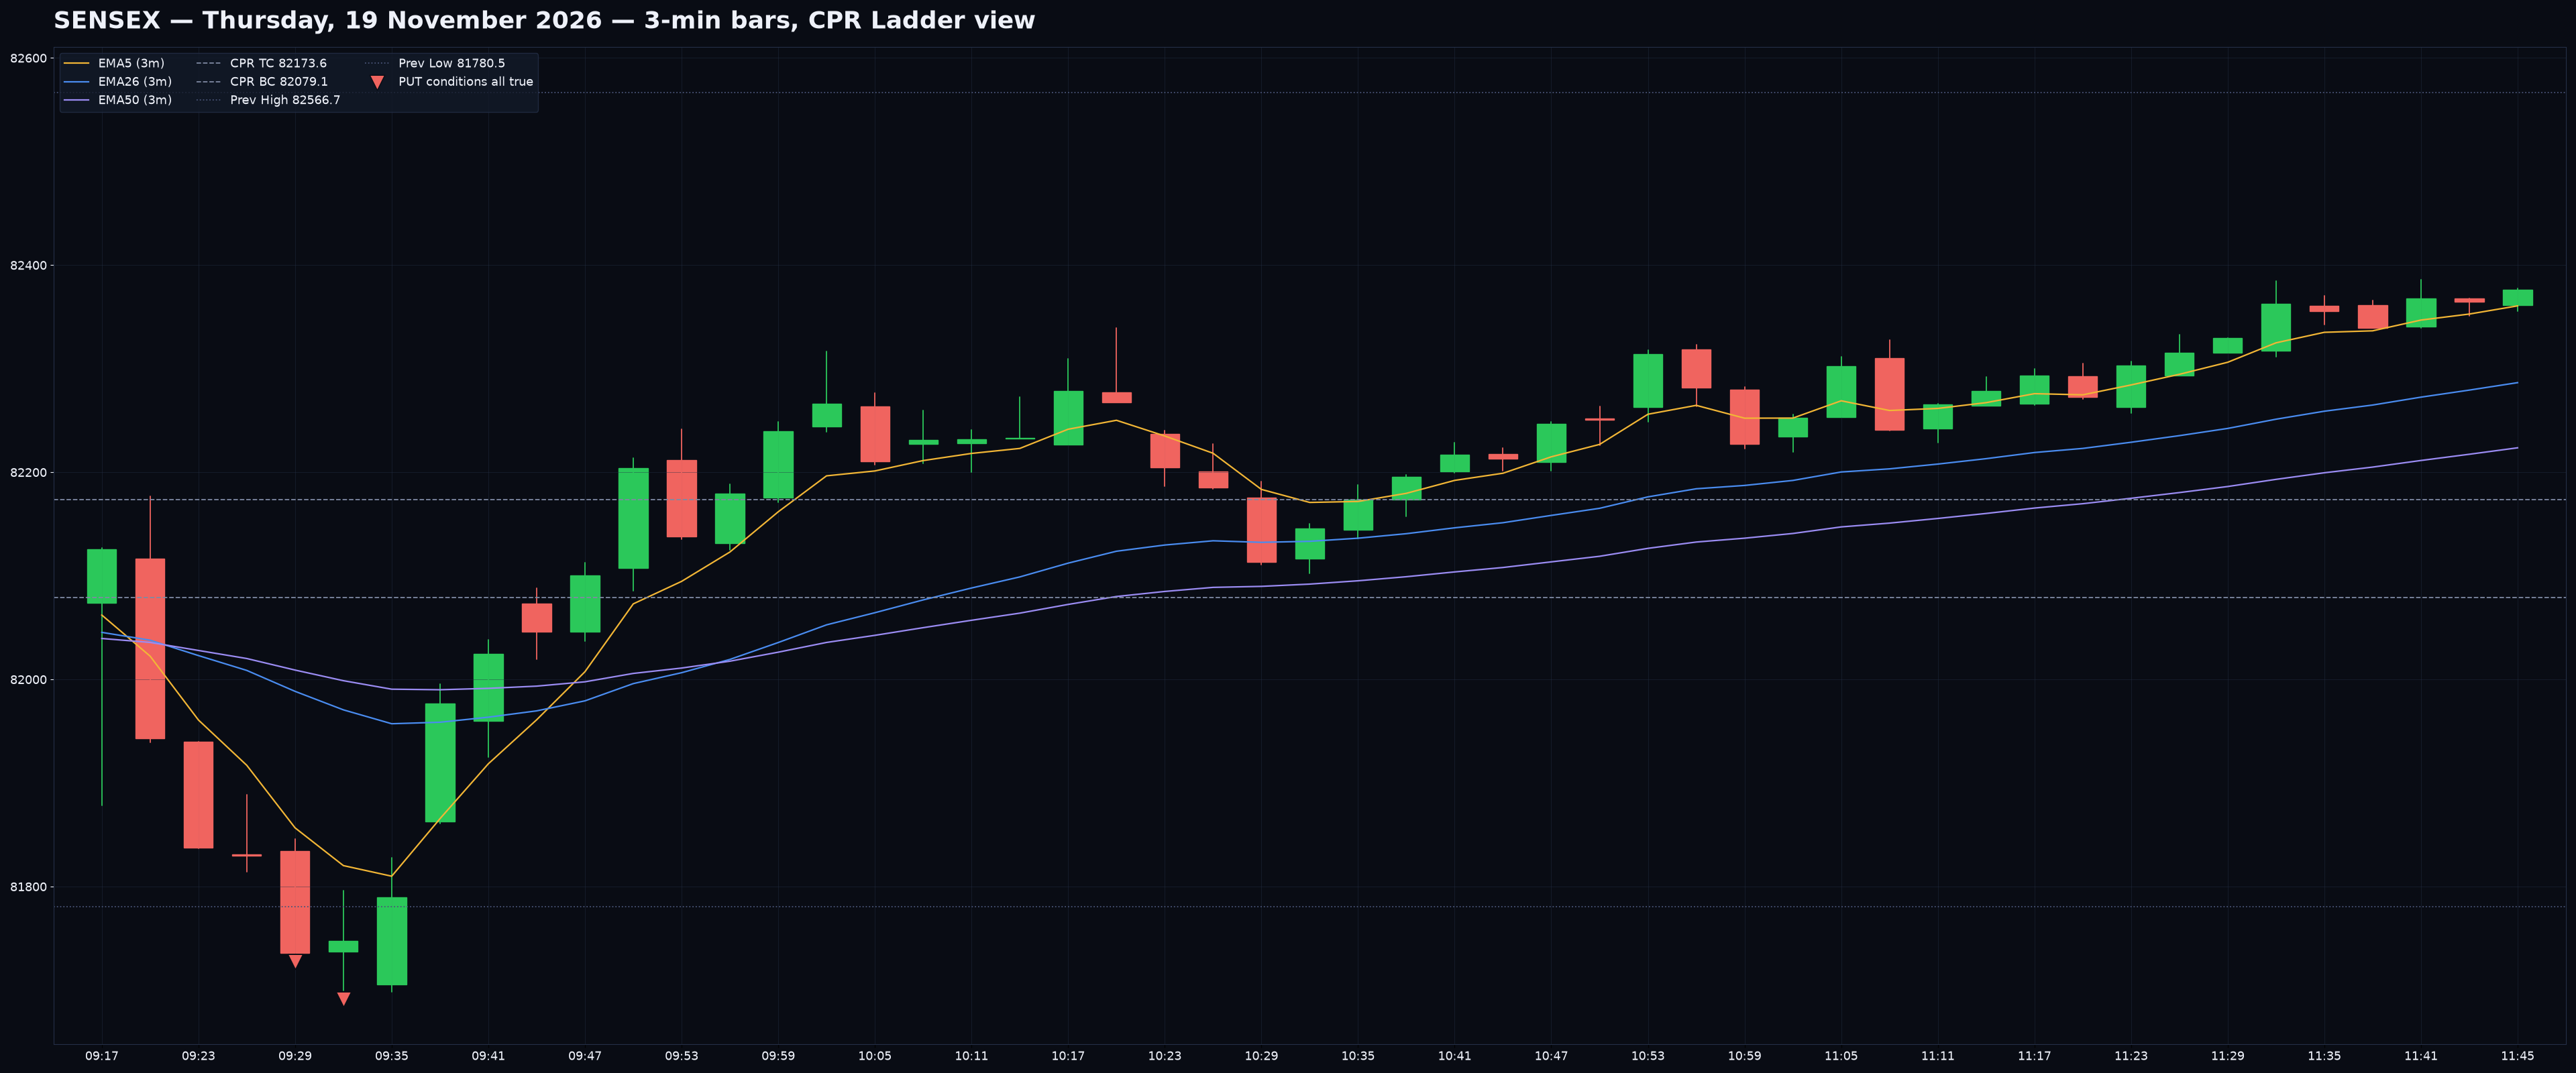 SENSEX — Thursday, 19 November 2026 — 3-min bars, CPR Ladder view
EMA5 (3m)
EMA26 (3m)
EMA50 (3m)
CPR TC 82173.6
CPR BC 82079.1
Prev High 82566.7
Prev Low 81780.5
PUT conditions all true
82600
82400
82200
82000
81800
09:17 09:23 09:29 09:35 09:41 09:47 09:53 09:59 10:05 10:11 10:17 10:23 10:29 10:35 10:41 10:47 10:53 10:59 11:05 11:11 11:17 11:23 11:29 11:35 11:41 11:45